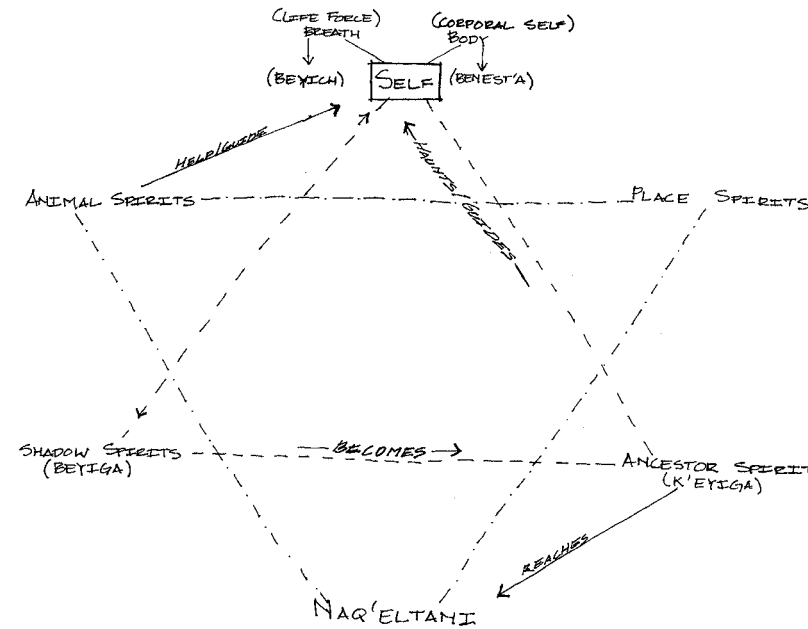 (LIFE FORCE)
BREATH
(CORPORAL SELF)
BODY
(BEYICH)
SELF
(BENEST'A)
HELP/GUIDE
HAUNTS/GUIDES
ANIMAL SPIRITS
PLACE SPIRITS
SHADOW SPIRITS
(BEYIGA)
BECOMES
ANCESTOR SPIRIT
(K'EYIGA)
REACHES
NAQ'ELTANI